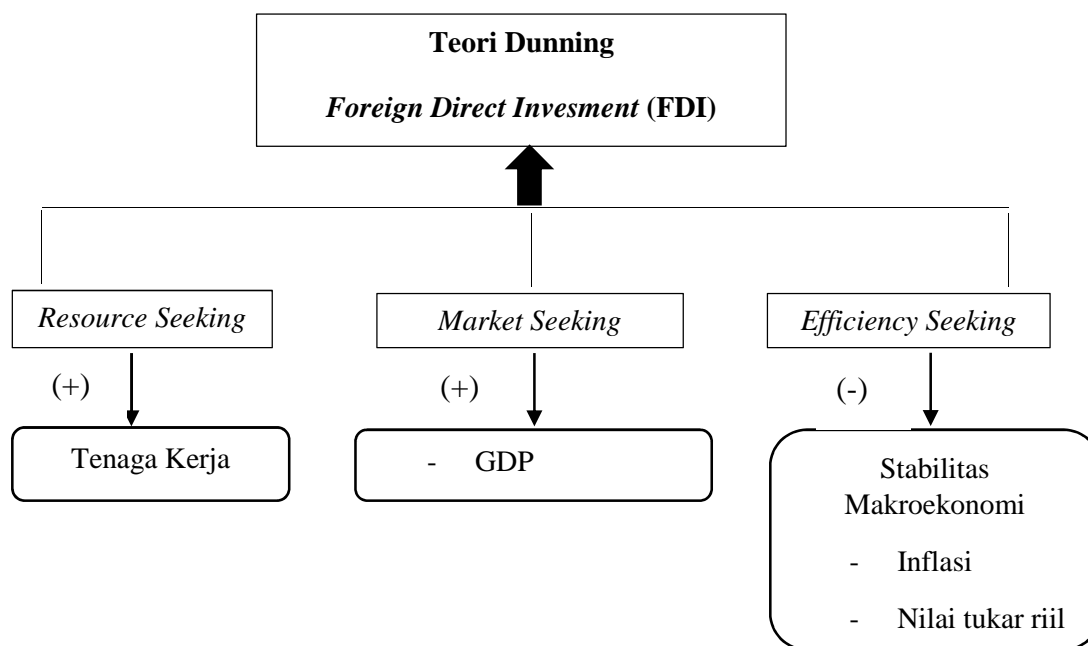 Teori Dunning
Foreign Direct Invesment (FDI)
Resource Seeking
Market Seeking
Efficiency Seeking
(+)
(+)
(-)
Tenaga Kerja
- GDP
Stabilitas
Makroekonomi
- Inflasi
- Nilai tukar riil